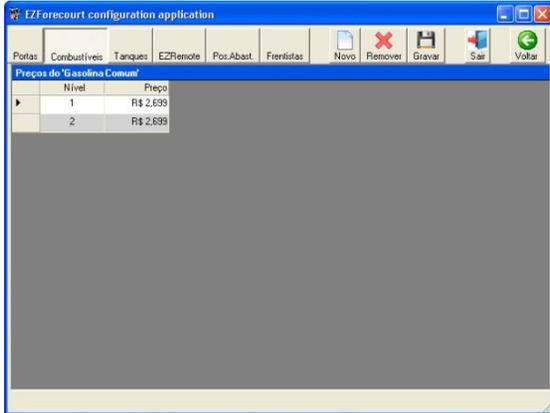 EZForecourt configuration application
Portas Combustíveis Tanques EZRemote Pos.Abast. Frentistas Novo Remover Gravar Sair Voltar
Preços do 'Gasolina Comum'
Nível Preço
1 R$ 2,699
2 R$ 2,699